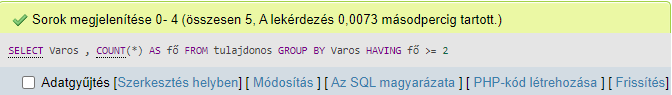 Sorok megjelenítése 0- 4 (összesen 5, A lekérdezés 0,0073 másodpercig tartott.)
SELECT Varos , COUNT(*) AS fő FROM tulajdonos GROUP BY Varos HAVING fő >= 2
Adatgyűjtés [Szerkesztés helyben] [ Módosítás ] [ Az SQL magyarázata ] [ PHP-kód létrehozása ] [ Frissítés]